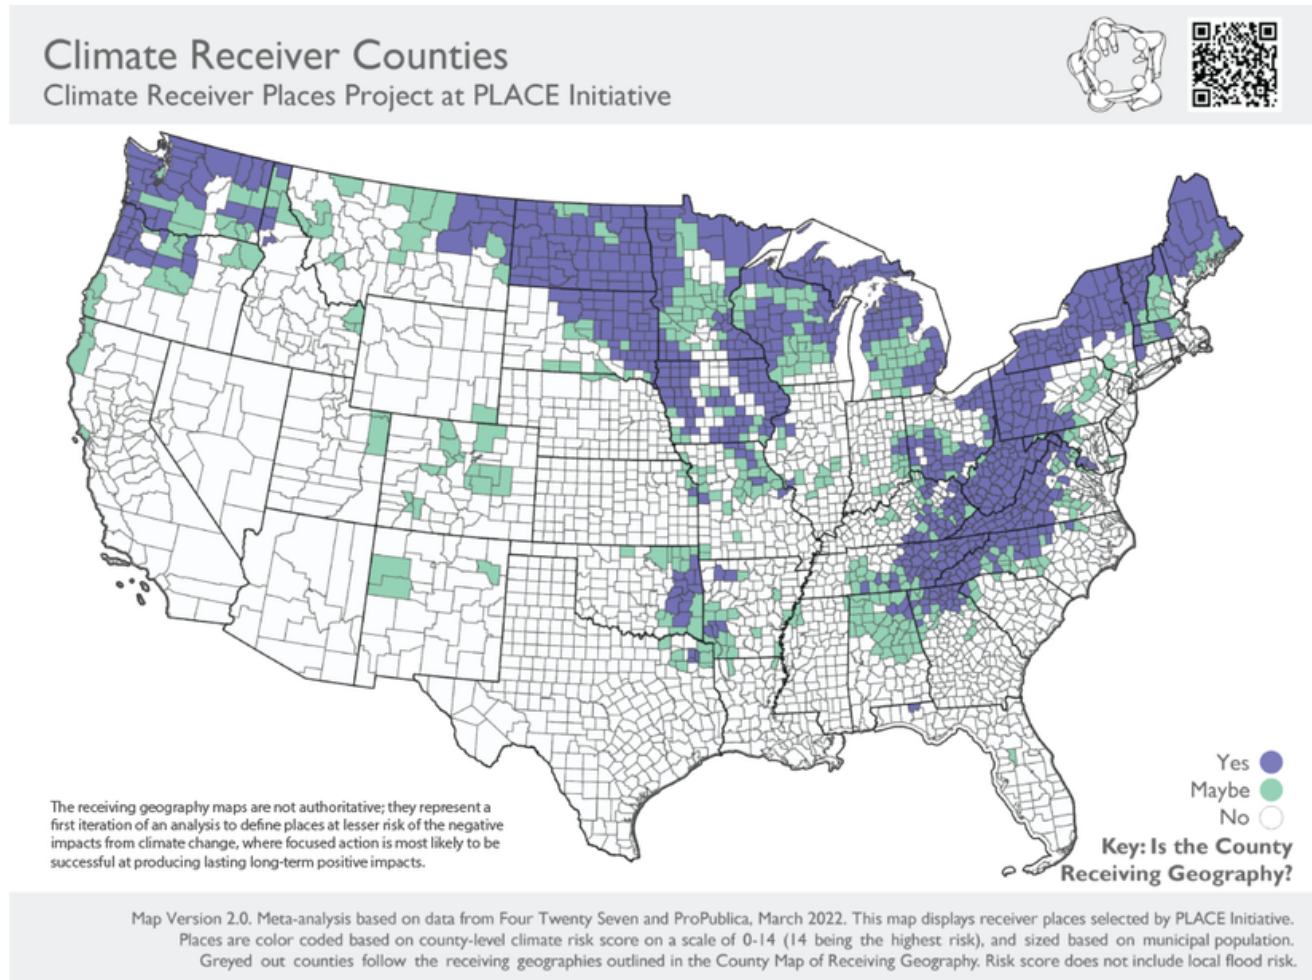 Climate Receiver Counties
Climate Receiver Places Project at PLACE Initiative
Yes
Maybe
No
Key: Is the County
Receiving Geography?
The receiving geography maps are not authoritative; they represent a
first iteration of an analysis to define places at lesser risk of the negative
impacts from climate change, where focused action is most likely to be
successful at producing lasting long-term positive impacts.
Map Version 2.0. Meta-analysis based on data from Four Twenty Seven and ProPublica, March 2022. This map displays receiver places selected by PLACE Initiative.
Places are color coded based on county-level climate risk score on a scale of 0-14 (14 being the highest risk), and sized based on municipal population.
Greyed out counties follow the receiving geographies outlined in the County Map of Receiving Geography. Risk score does not include local flood risk.